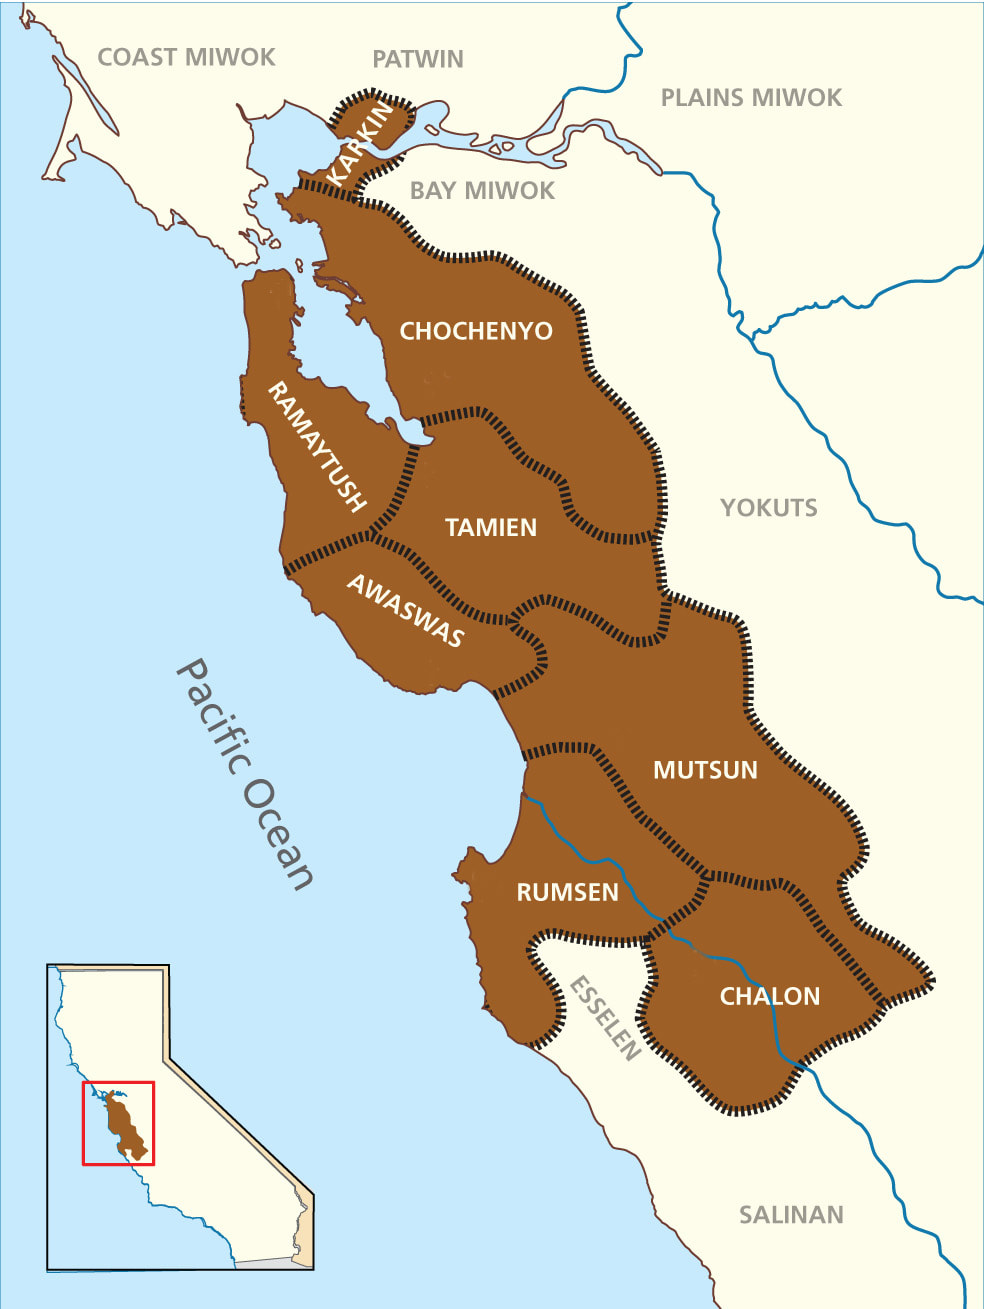 COAST MIWOK
PATWIN
PLAINS MIWOK
KARKIN
BAY MIWOK
CHOCHENYO
RAMAYTUSH
YOKUTS
TAMIEN
AWASWAS
Pacific Ocean
MUTSUN
RUMSEN
ESSELEN
CHALON
SALINAN